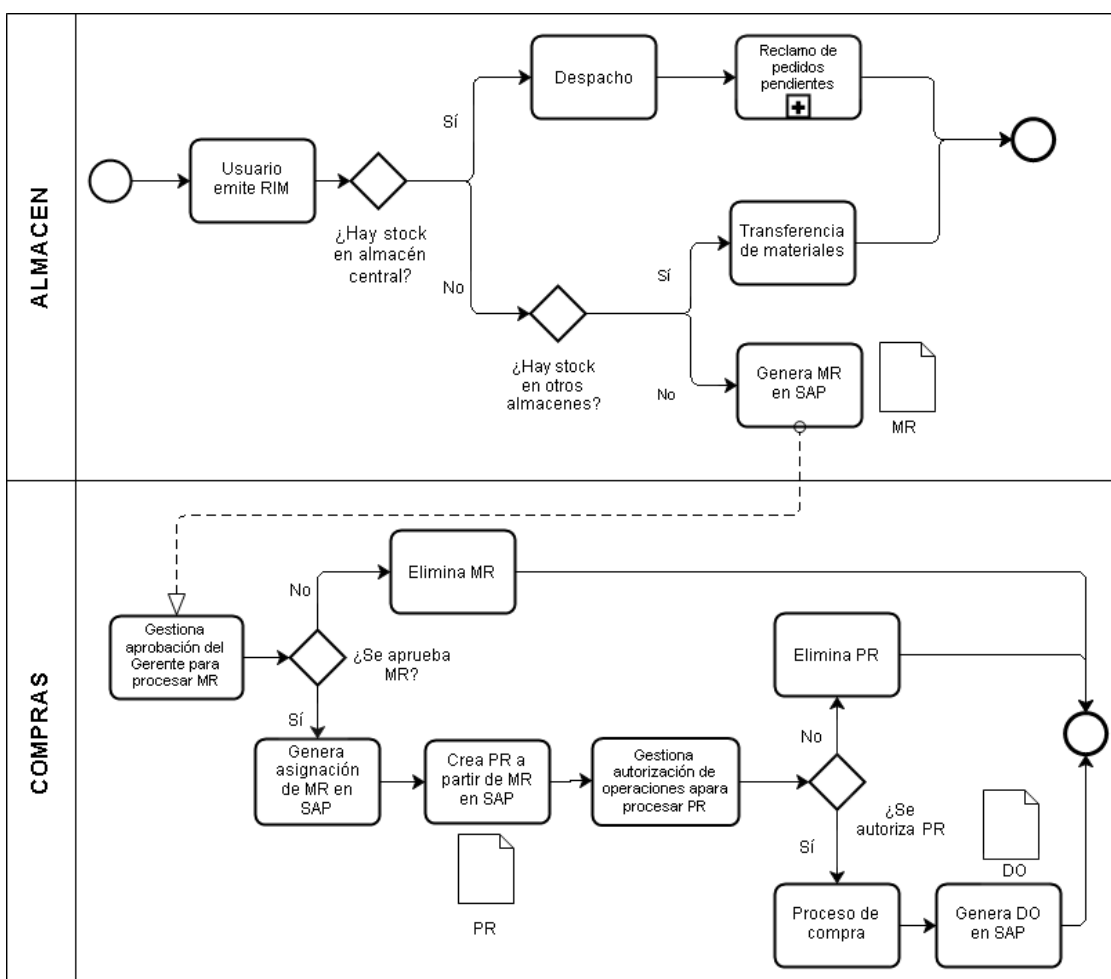 ALMACEN
Usuario
emite RIM
¿Hay stock
en almacén
central?
Sí
No
Despacho
Reclamo de
pedidos
pendientes
¿Hay stock
en otros
almacenes?
Sí
No
Transferencia
de materiales
Genera MR
en SAP
MR
COMPRAS
Gestiona
aprobación del
Gerente para
procesar MR
¿Se aprueba
MR?
No
Elimina MR
Sí
Genera
asignación
de MR en
SAP
Crea PR a
partir de MR
en SAP
PR
Gestiona
autorización de
operaciones apara
procesar PR
¿Se
autoriza PR
No
Elimina PR
Sí
Proceso de
compra
Genera DO
en SAP
DO